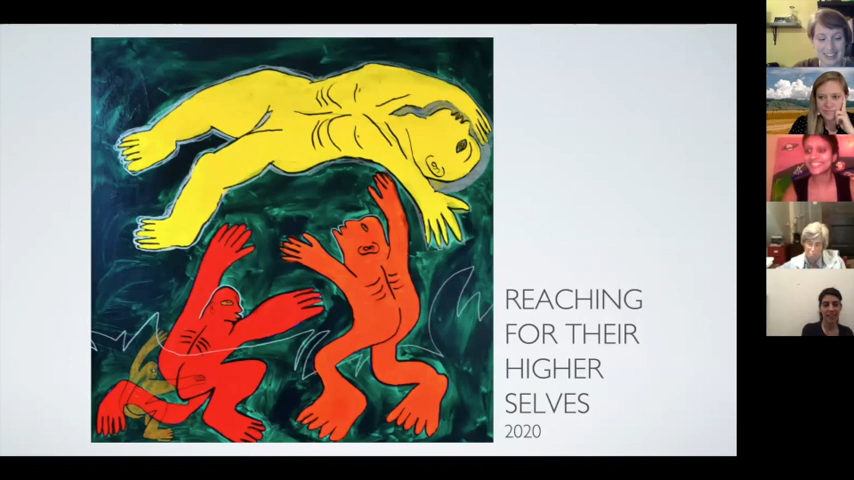 REACHING
FOR THEIR
HIGHER
SELVES
2020